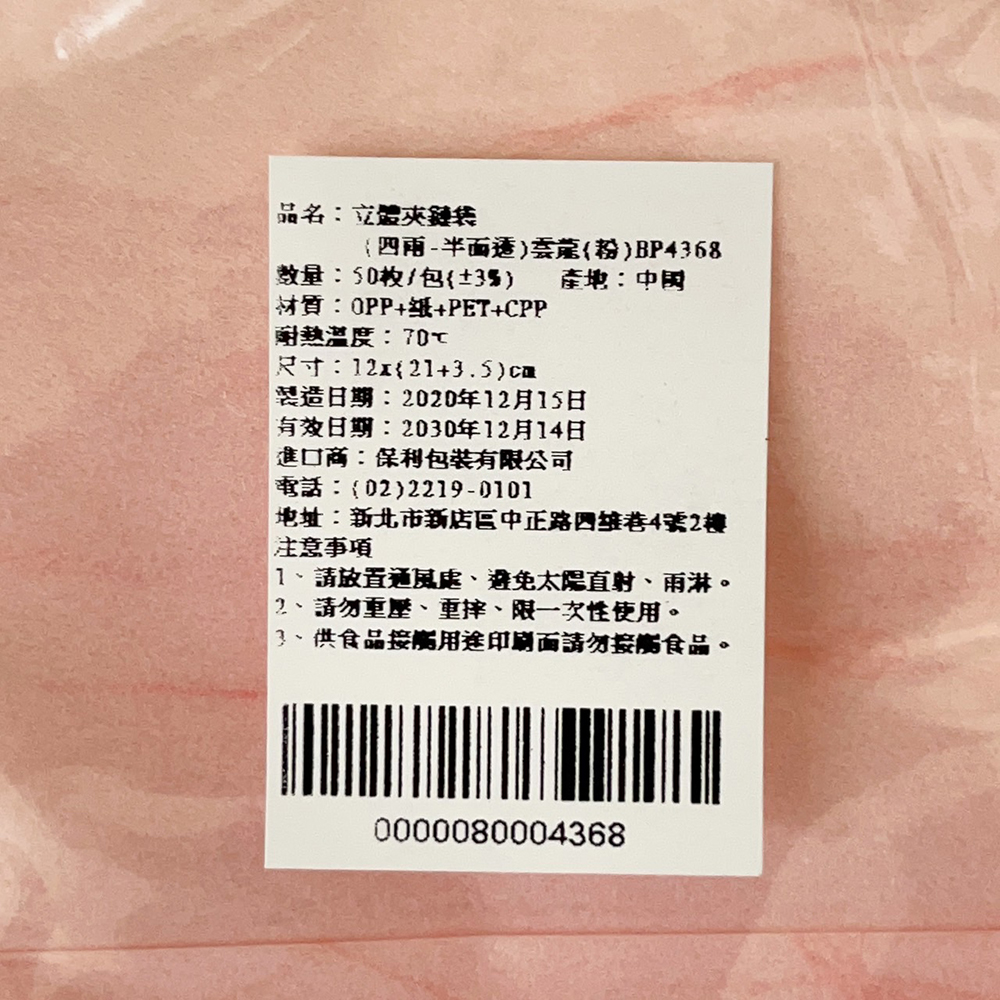 品名：立體夾鏈袋
(四兩-半面透)雲龍(粉)BP4368
數量：50枚/包(±3%) 產地：中國
材質：OPP+紙+PET+CPP
耐熱溫度：70℃
尺寸：12x(21+3.5)cm
製造日期：2020年12月15日
有效日期：2030年12月14日
進口商：保利包裝有限公司
電話：(02)2219-0101
地址：新北市新店區中正路四維巷4號2樓
注意事項
1、請放置通風處、避免太陽直射、雨淋。
2、請勿重壓、重摔、限一次性使用。
3、供食品接觸用途印刷面請勿接觸食品。
0000080004368